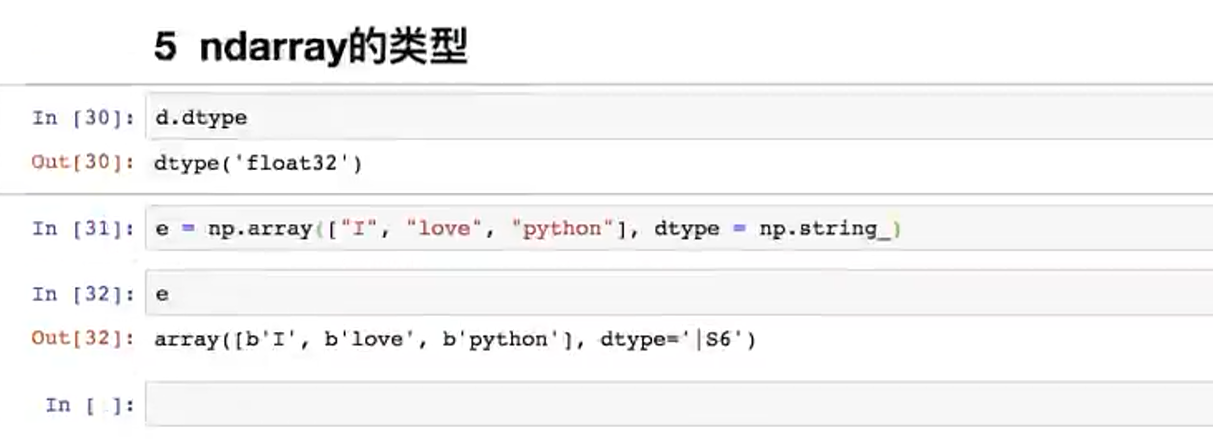 5 ndarray的类型
In [30]: d.dtype
Out[30]: dtype('float32')
In [31]: e = np.array(["I", "love", "python"], dtype = np.string_)
In [32]: e
Out[32]: array([b'I', b'love', b'python'], dtype='|S6')
In [ ]: